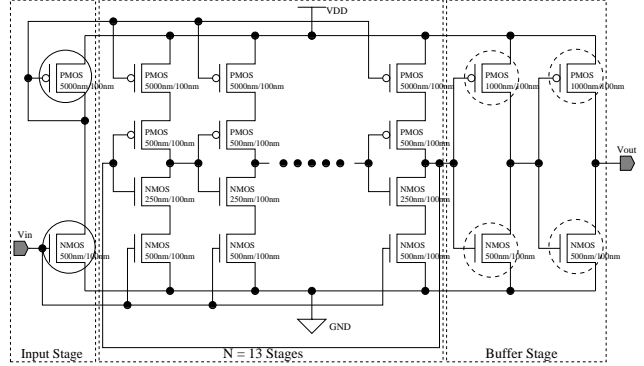 VDD
PMOS
5000nm/100nm
PMOS
5000nm/100nm
PMOS
5000nm/100nm
PMOS
5000nm/100nm
PMOS
1000nm/100nm
PMOS
1000nm/100nm
PMOS
500nm/100nm
PMOS
500nm/100nm
PMOS
500nm/100nm
Vout
NMOS
250nm/100nm
NMOS
250nm/100nm
NMOS
250nm/100nm
Vin
NMOS
500nm/100nm
NMOS
500nm/100nm
NMOS
500nm/100nm
NMOS
500nm/100nm
NMOS
500nm/100nm
NMOS
500nm/100nm
GND
Input Stage
N = 13 Stages
Buffer Stage